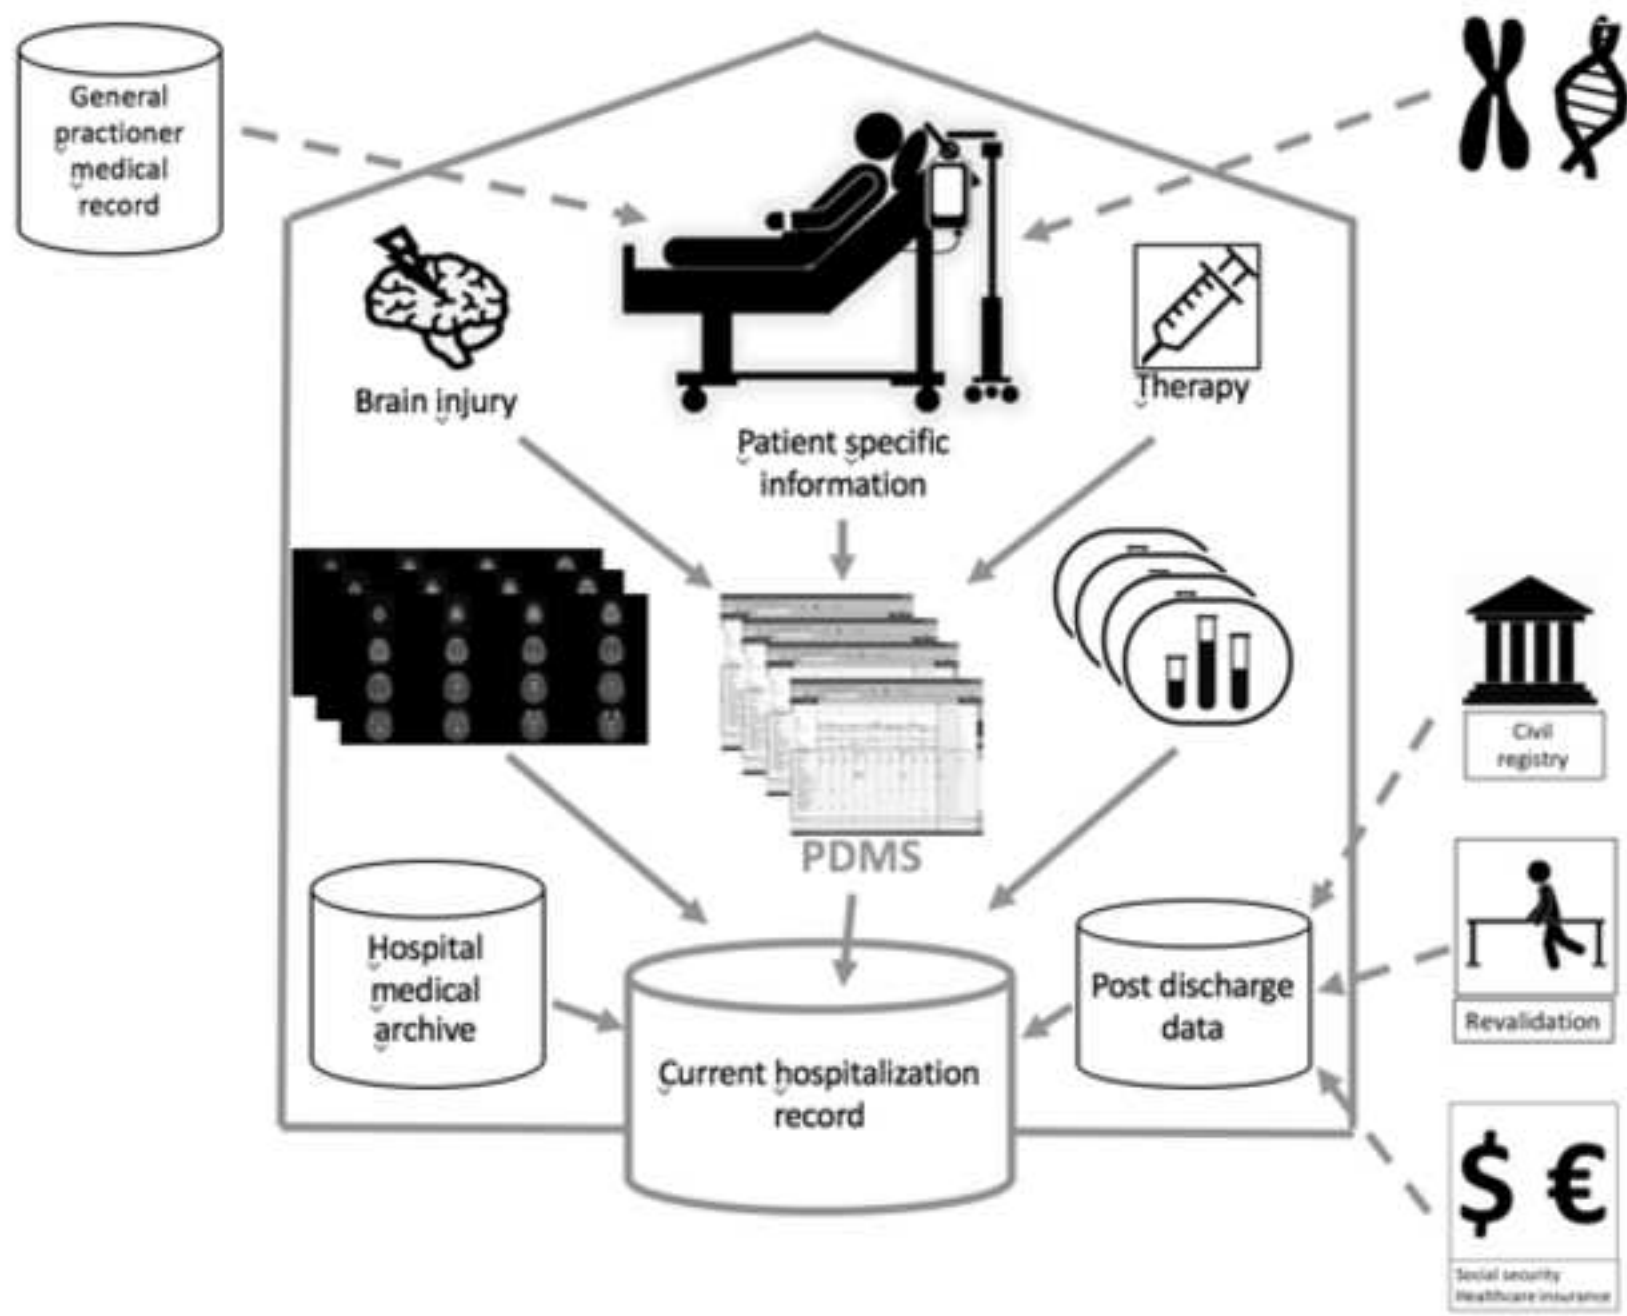 General
practioner
medical
record
Brain injury
Patient specific
information
Therapy
PDMS
Civil
registry
Hospital
medical
archive
Current hospitalization
record
Post discharge
data
Revalidation
$ €
Social security
Healthcare insurance